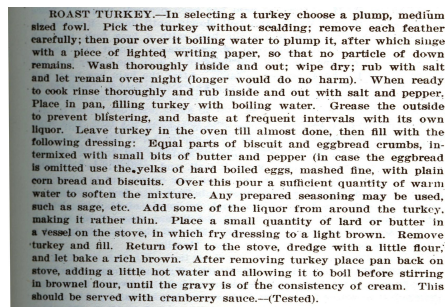 ROAST TURKEY.—In selecting a turkey choose a plump, medium
sized fowl. Pick the turkey without scalding; remove each feather
carefully; then pour over it boiling water to plump it, after which singe
with a piece of lighted writing paper, so that no particle of down
remains. Wash thoroughly inside and out; wipe dry; rub with salt
and let remain over night (longer would do no harm). When ready
to cook rinse thoroughly and rub inside and out with salt and pepper.
Place in pan, filling turkey with boiling water. Grease the outside
to prevent blistering, and baste at frequent intervals with its own
liquor. Leave turkey in the oven till almost done, then fill with the
following dressing: Equal parts of biscuit and eggbread crumbs, in-
termixed with small bits of butter and pepper (in case the eggbread
is omitted use the yelks of hard boiled eggs, mashed fine, with plain
corn bread and biscuits. Over this pour a sufficient quantity of warm
water to soften the mixture. Any prepared seasoning may be used,
such as sage, etc. Add some of the liquor from around the turkey,
making it rather thin. Place a small quantity of lard or butter in
a vessel on the stove, in which fry dressing to a light brown. Remove
turkey and fill. Return fowl to the stove, dredge with a little flour,
and let bake a rich brown. After removing turkey place pan back on
stove, adding a little hot water and allowing it to boil before stirring
in brownel flour, until the gravy is of the consistency of cream. This
should be served with cranberry sauce.—(Tested).